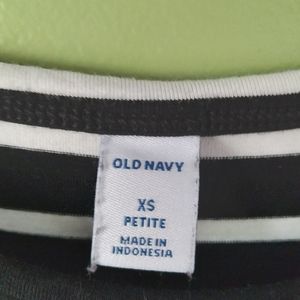 OLD NAVY
XS
PETITE
MADE IN
INDONESIA